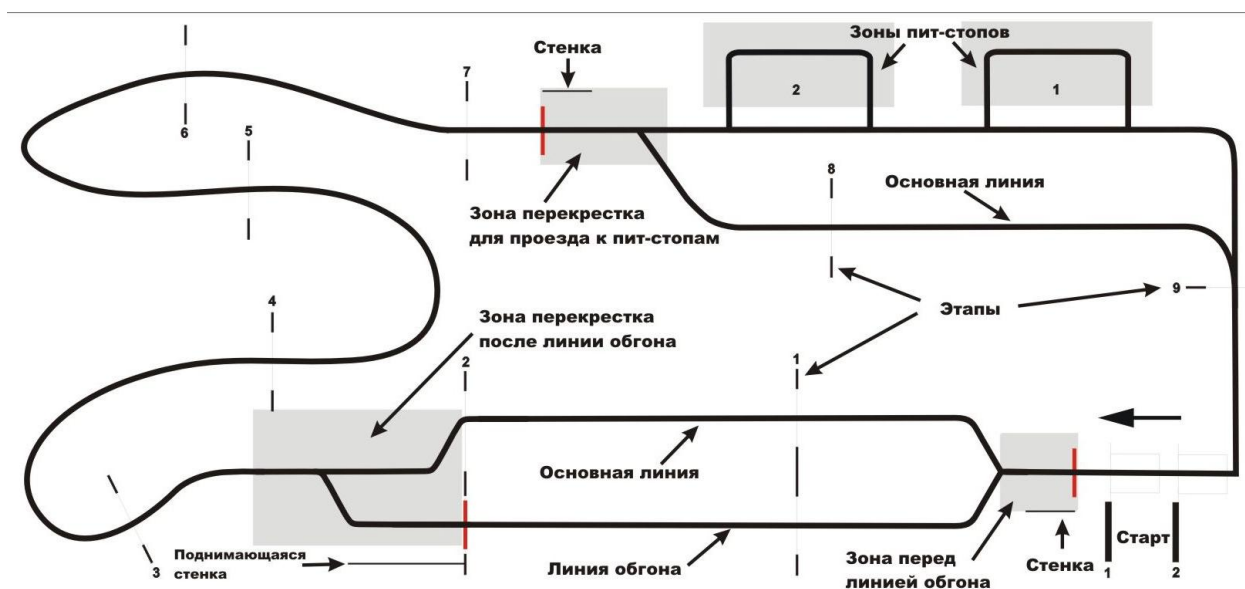 Стенка
Зоны пит-стопов
7
2
1
6
5
8
Основная линия
Зона перекрестка
для проезда к пит-стопам
9
Этапы
4
Зона перекрестка
после линии обгона
2
1
Основная линия
3
Поднимающаяся
стенка
Линия обгона
Зона перед
линией обгона
Стенка
Старт
1
2